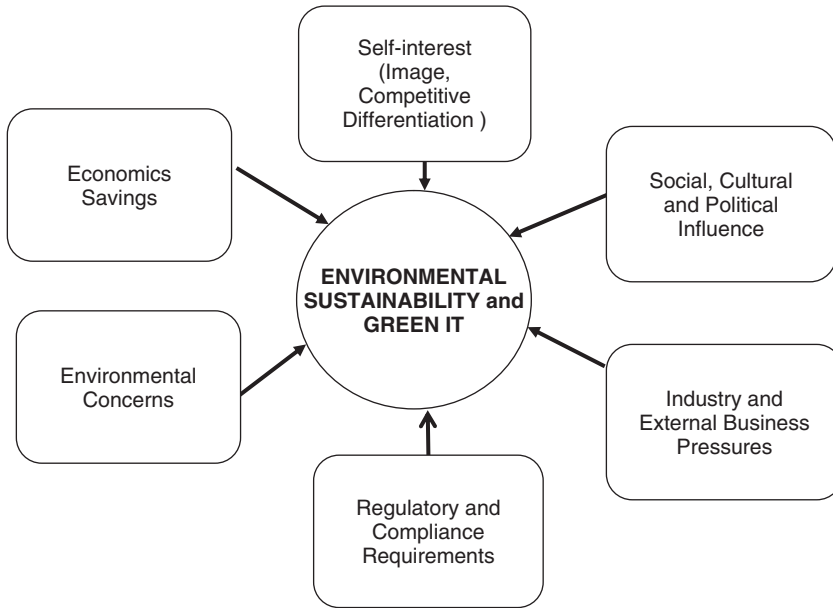 Self-interest
(Image,
Competitive
Differentiation )
Economics
Savings
Social, Cultural
and Political
Influence
ENVIRONMENTAL
SUSTAINABILITY and
GREEN IT
Environmental
Concerns
Industry and
External Business
Pressures
Regulatory and
Compliance
Requirements